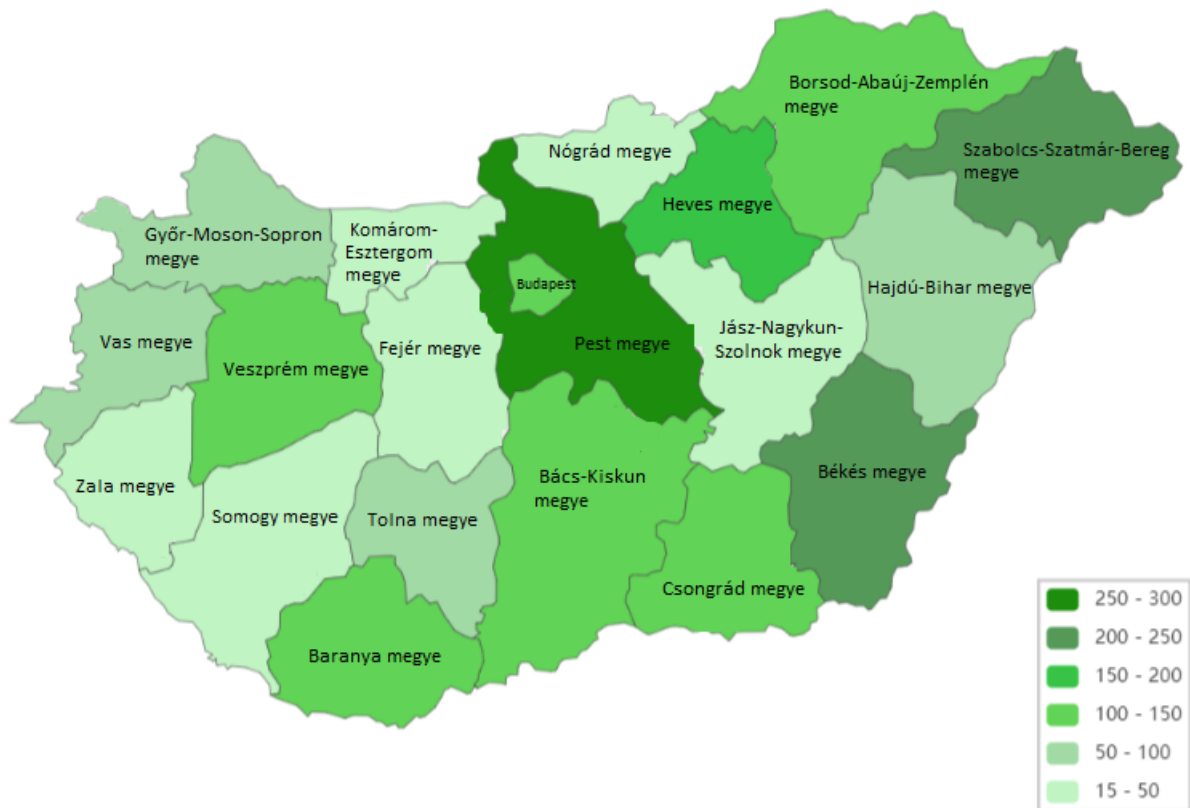 Borsod-Abaúj-Zemplén
megye
Szabolcs-Szatmár-Bereg
megye
Nógrád megye
Heves megye
Győr-Moson-Sopron
megye
Komárom-
Esztergom
megye
Budapest
Hajdú-Bihar megye
Vas megye
Veszprém megye
Fejér megye
Pest megye
Jász-Nagykun-
Szolnok megye
Zala megye
Somogy megye
Tolna megye
Bács-Kiskun
megye
Békés megye
Csongrád megye
Baranya megye
250 - 300
200 - 250
150 - 200
100 - 150
50 - 100
15 - 50